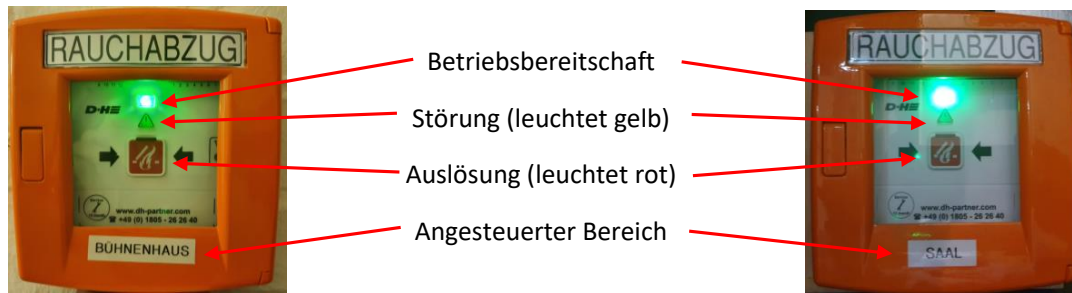 RAUCHABZUG
D+H
www.dh-partner.com
☎ +49 (0) 1805 - 26 26 40
BÜHNENHAUS
Betriebsbereitschaft
Störung (leuchtet gelb)
Auslösung (leuchtet rot)
Angesteuerter Bereich
RAUCHABZUG
D+H
www.dh-partner.com
☎ +49 (0) 1805 - 26 26 40
SAAL